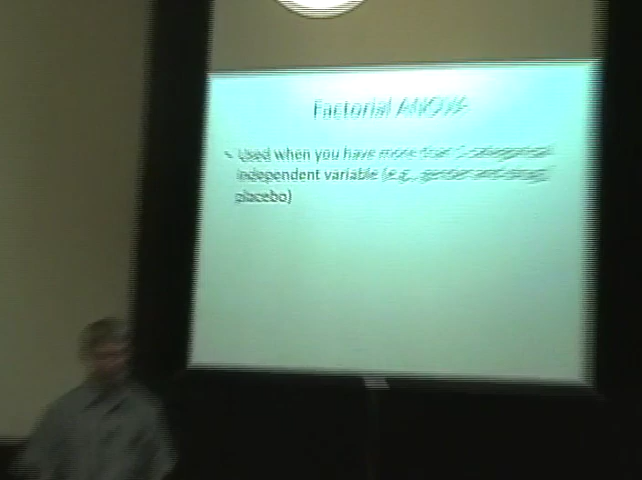 Factorial ANOVA
• Used when you have more than 1 categorical
independent variable (e.g., gender and drug/
placebo)